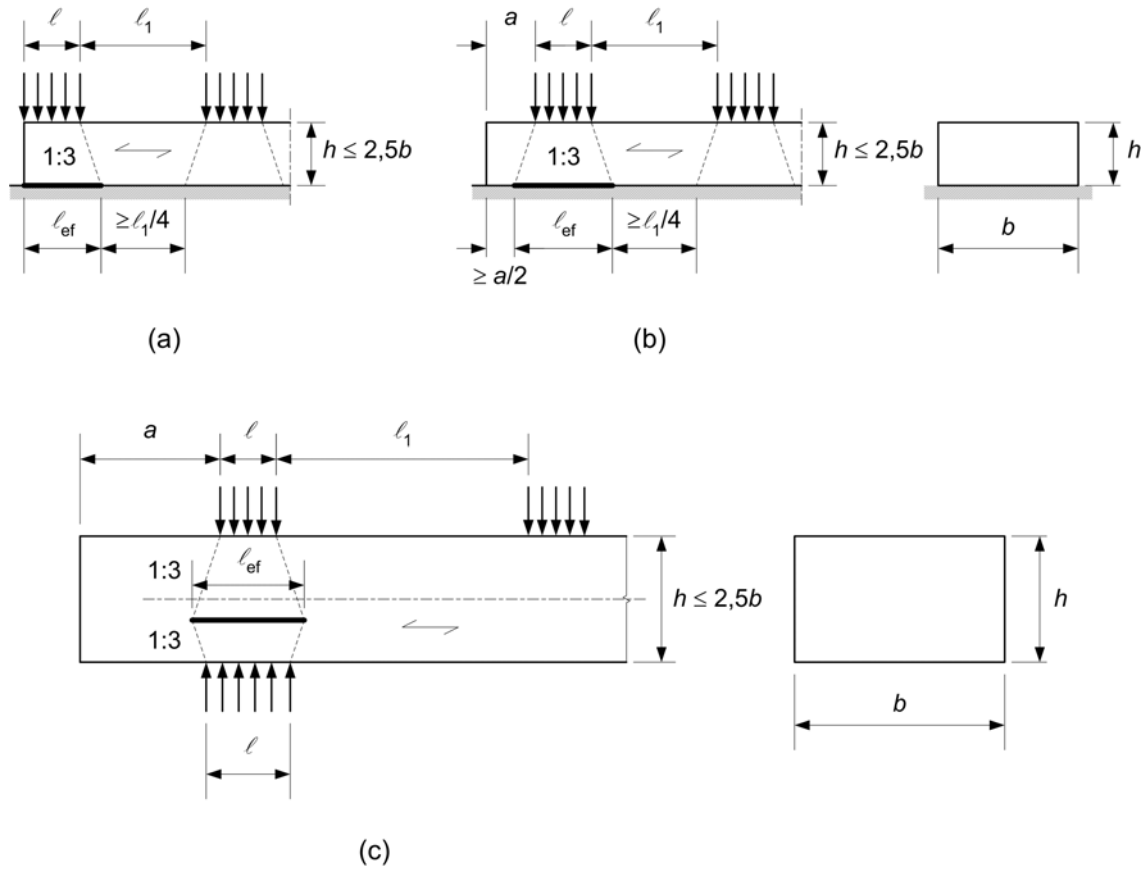 ℓ ℓ₁
1:3
h ≤ 2,5b
ℓef ≥ℓ₁/4
(a)
a ℓ ℓ₁
1:3
h ≤ 2,5b
ℓef ≥ℓ₁/4
≥ a/2
(b)
h
b
a ℓ ℓ₁
ℓef
1:3
h ≤ 2,5b
1:3
ℓ
(c)
h
b